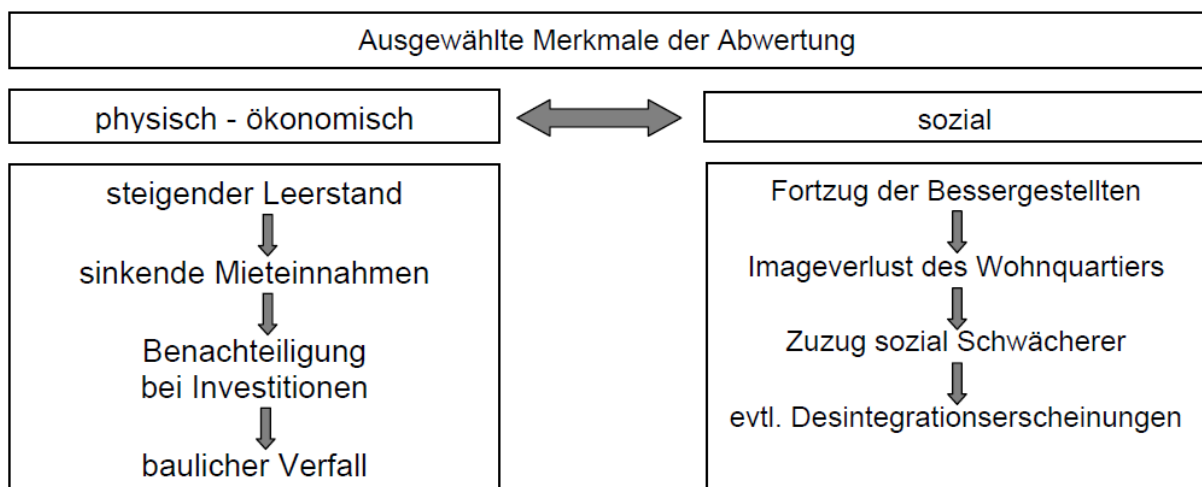 Ausgewählte Merkmale der Abwertung
physisch - ökonomisch
sozial
steigender Leerstand
sinkende Mieteinnahmen
Benachteiligung
bei Investitionen
baulicher Verfall
Fortzug der Bessergestellten
Imageverlust des Wohnquartiers
Zuzug sozial Schwächerer
evtl. Desintegrationserscheinungen